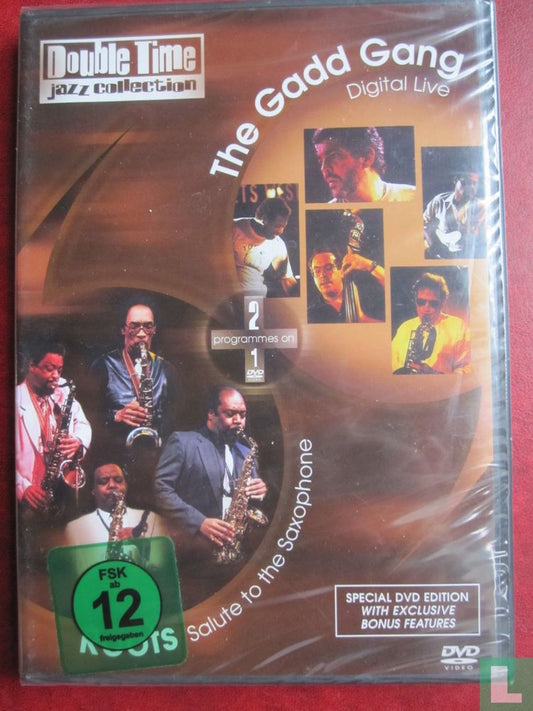 Double Time
jazz collection
The Gadd Gang
Digital Live
2
programmes on
1
DVD
FSK
ab
12
freigegeben
Roots
Salute to the Saxophone
SPECIAL DVD EDITION
WITH EXCLUSIVE
BONUS FEATURES
DVD
VIDEO
L